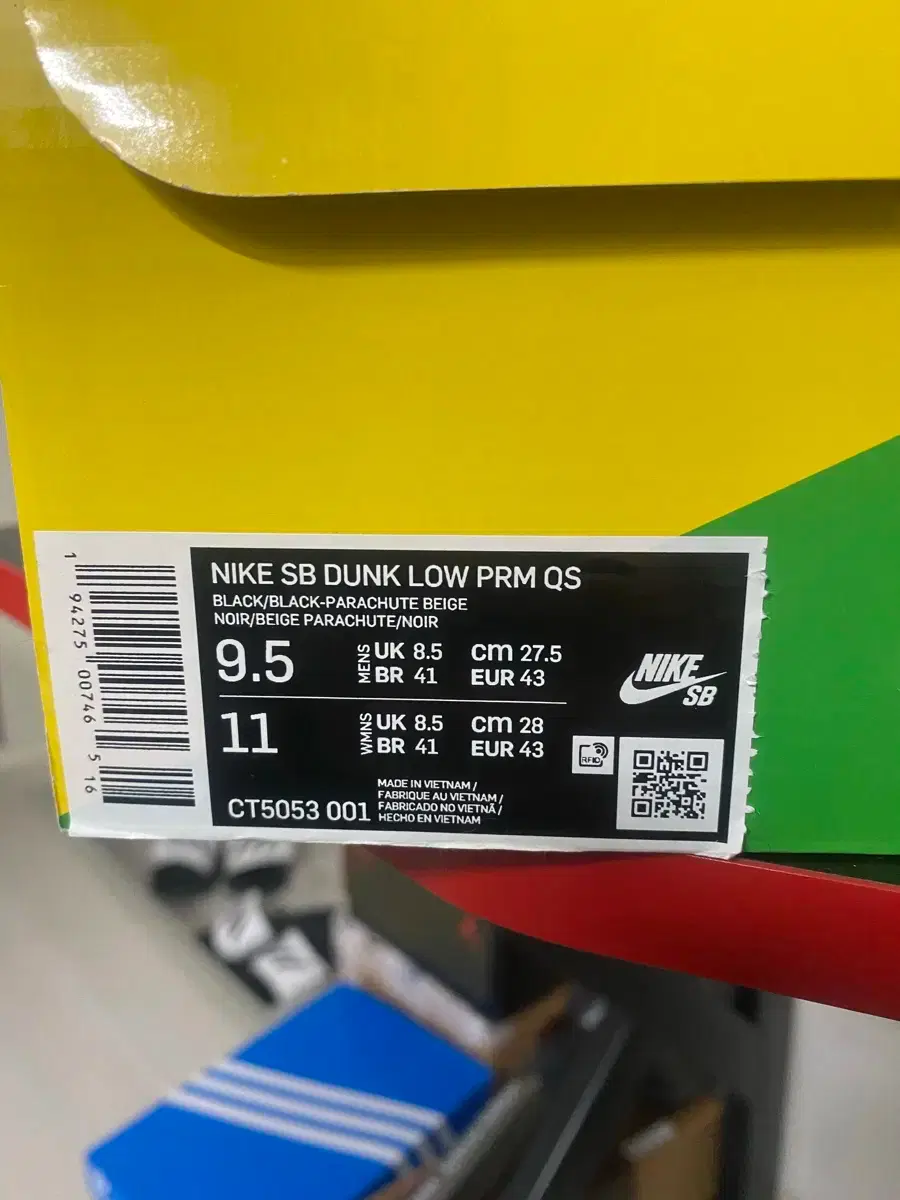 NIKE SB DUNK LOW PRM QS
BLACK/BLACK-PARACHUTE BEIGE
NOIR/BEIGE PARACHUTE/NOIR
9.5 MENS UK 8.5 cm 27.5
BR 41 EUR 43
11 WMNS UK 8.5 cm 28
BR 41 EUR 43
NIKE
SB
RFID
CT5053 001
MADE IN VIETNAM /
FABRIQUE AU VIETNAM /
FABRICADO NO VIETNÃ /
HECHO EN VIETNAM
1 94275 00746 5 16